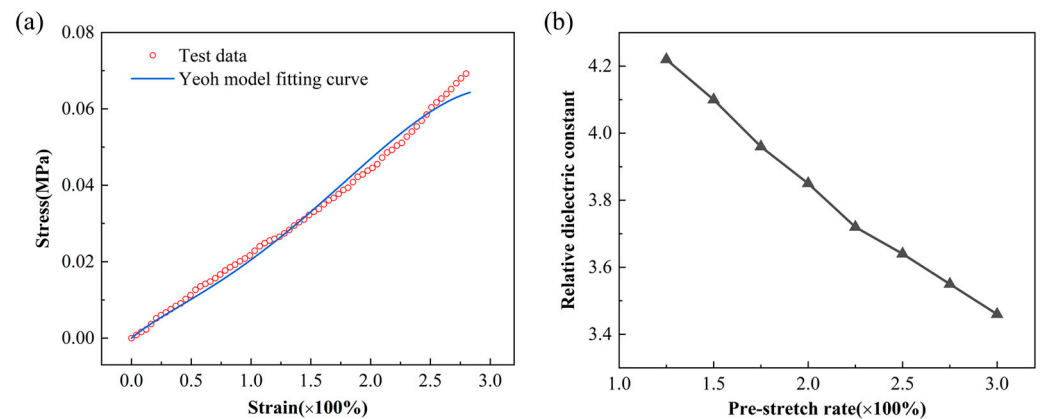 (a)
Test data
Yeoh model fitting curve
Stress(MPa)
0.08
0.06
0.04
0.02
0.00
0.0 0.5 1.0 1.5 2.0 2.5 3.0
Strain(×100%)
(b)
Relative dielectric constant
4.2
4.0
3.8
3.6
3.4
1.0 1.5 2.0 2.5 3.0
Pre-stretch rate(×100%)